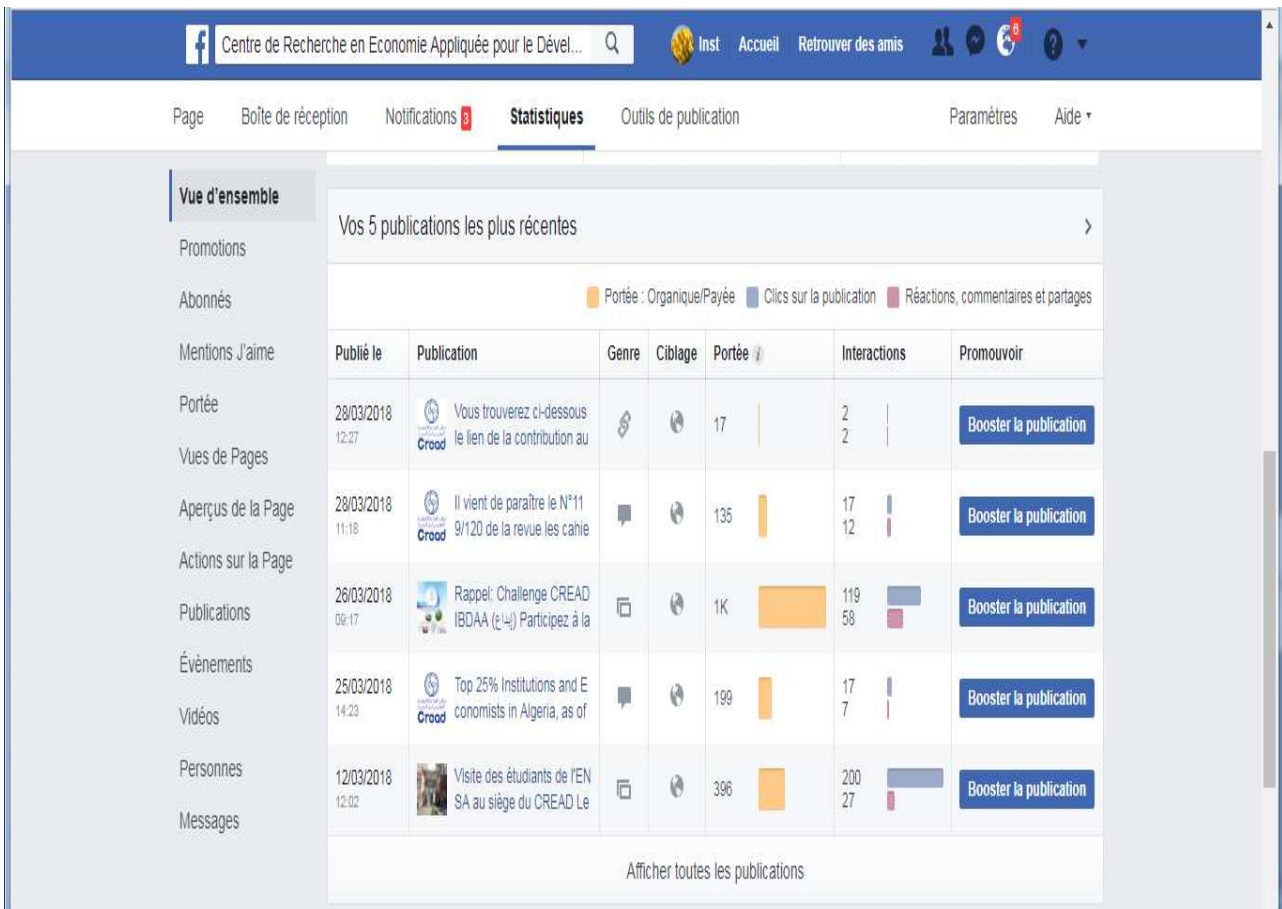 f Centre de Recherche en Economie Appliquée pour le Dével... Inst Accueil Retrouver des amis 6 ?
Page Boîte de réception Notifications 3 Statistiques Outils de publication Paramètres Aide
Vue d'ensemble
Promotions
Abonnés
Mentions J'aime
Portée
Vues de Pages
Aperçus de la Page
Actions sur la Page
Publications
Évènements
Vidéos
Personnes
Messages
Vos 5 publications les plus récentes
Portée : Organique/Payée Clics sur la publication Réactions, commentaires et partages
Publié le Publication Genre Ciblage Portée i Interactions Promouvoir
28/03/2018 Vous trouverez ci-dessous 17 2 Booster la publication
12:27 Cread le lien de la contribution au 2
28/03/2018 Il vient de paraître le N°11 135 17 Booster la publication
11:18 Cread 9/120 de la revue les cahie 12
26/03/2018 Rappel: Challenge CREAD 1K 119 Booster la publication
09:17 IBDAA (إبداع) Participez à la 58
25/03/2018 Top 25% Institutions and E 199 17 Booster la publication
14:23 Cread conomists in Algeria, as of 7
12/03/2018 Visite des étudiants de l'EN 396 200 Booster la publication
12:02 SA au siège du CREAD Le 27
Afficher toutes les publications